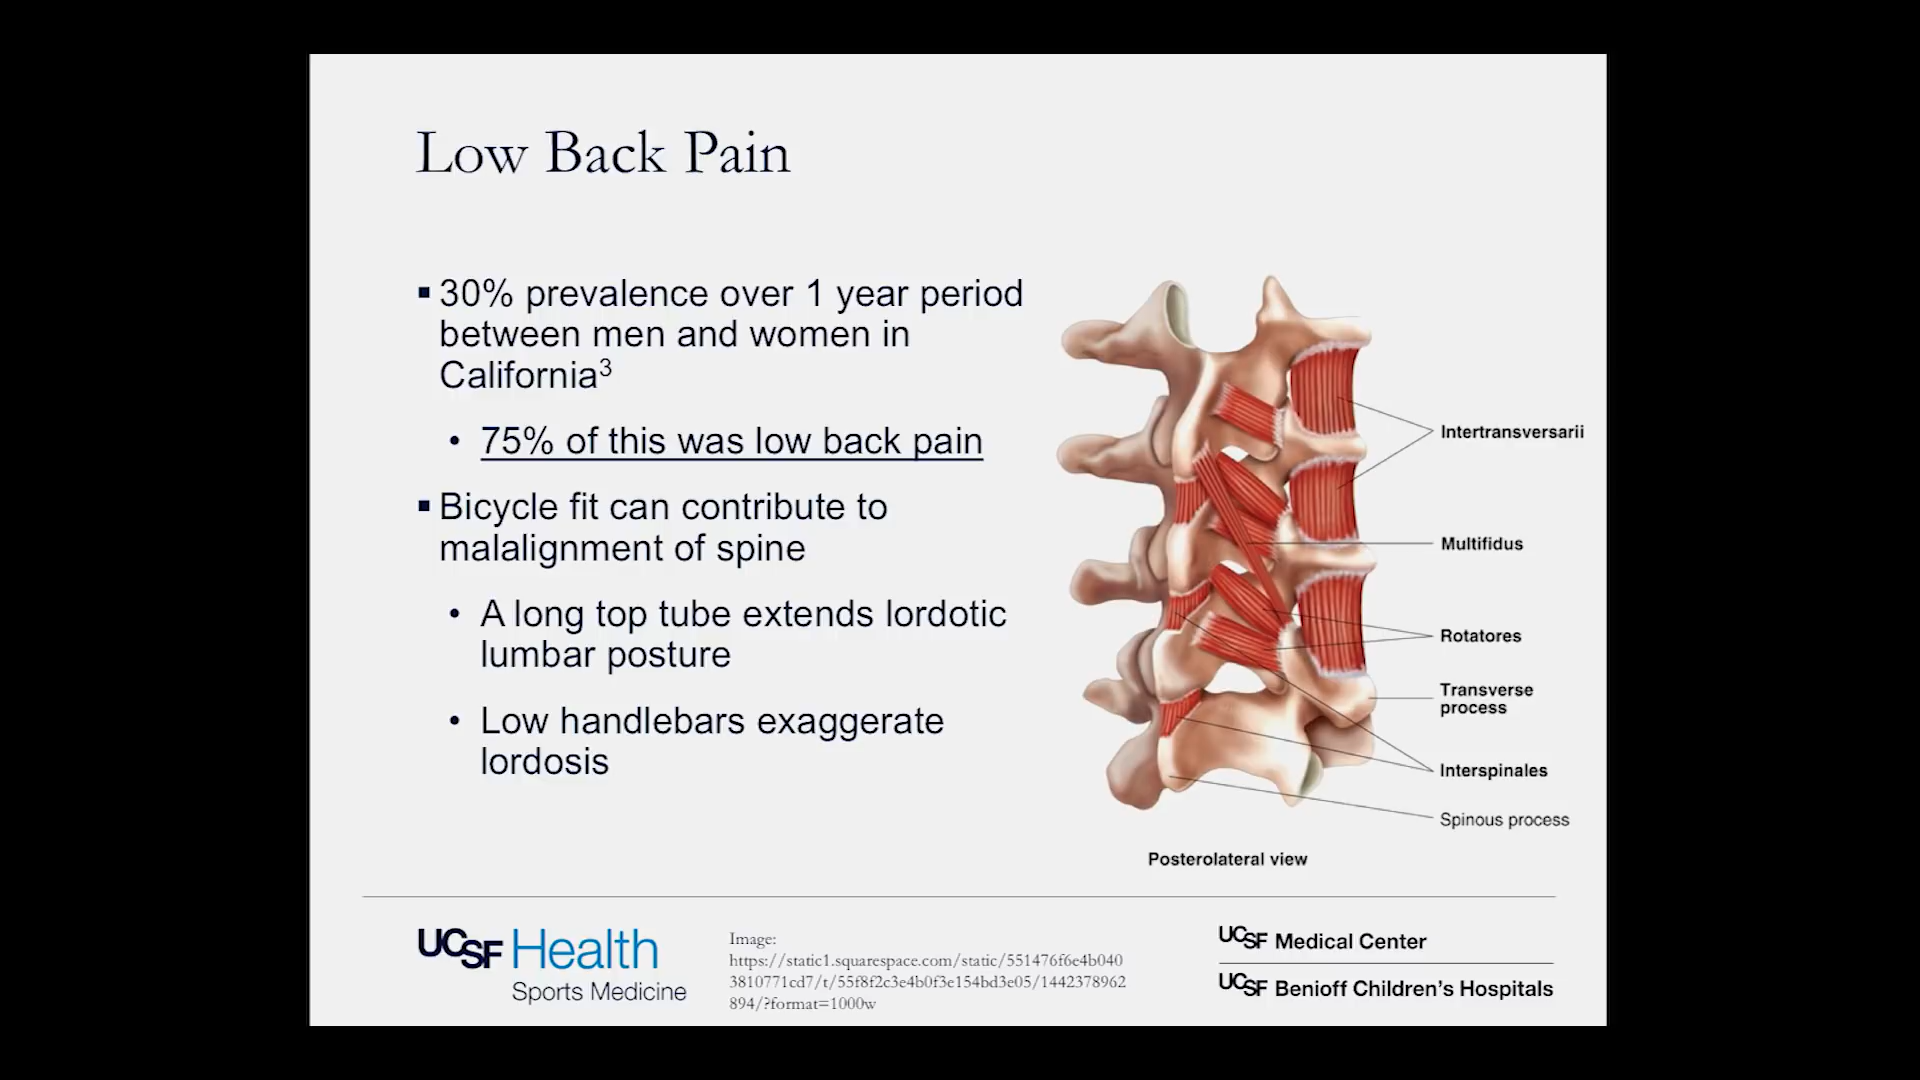 Low Back Pain
▪ 30% prevalence over 1 year period
between men and women in
California³
• 75% of this was low back pain
▪ Bicycle fit can contribute to
malalignment of spine
• A long top tube extends lordotic
lumbar posture
• Low handlebars exaggerate
lordosis
Intertransversarii
Multifidus
Rotatores
Transverse
process
Interspinales
Spinous process
Posterolateral view
UCSF Health
Sports Medicine
Image:
https://static1.squarespace.com/static/551476f6e4b040
3810771cd7/t/55f8f2c3e4b0f3e154bd3e05/1442378962
894/?format=1000w
UCSF Medical Center
UCSF Benioff Children's Hospitals